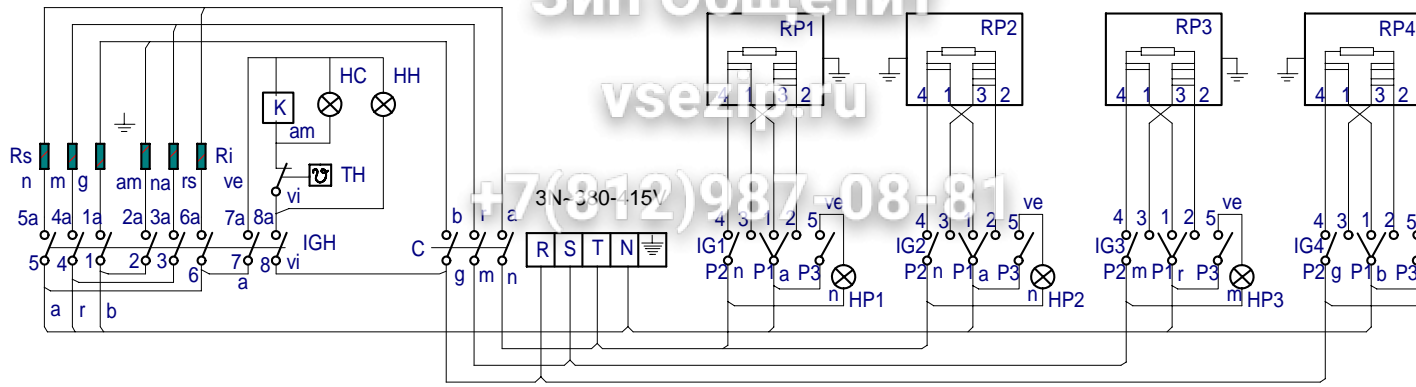 Зип Общепит
RP1 RP2 RP3 RP4
HC HH
vsezip.ru
K
4 1 3 2 4 1 3 2 4 1 3 2 4 1 3 2
am
Rs Ri
TH
n m g am na rs ve
vi
+7(812)987-08-81
3N~380-415V
ve ve ve
5a 4a 1a 2a 3a 6a 7a 8a
b r a
4 3 1 2 5 4 3 1 2 5 4 3 1 2 5 4 3 1 2
IGH
C
R S T N
IG1 IG2 IG3 IG4
5 4 1 2 3 6 7 8 vi
a
g m n
P2 n P1 a P3 P2 n P1 a P3 P2 m P1 r P3 P2 g P1 b P3
n HP1 n HP2 m HP3
a r b